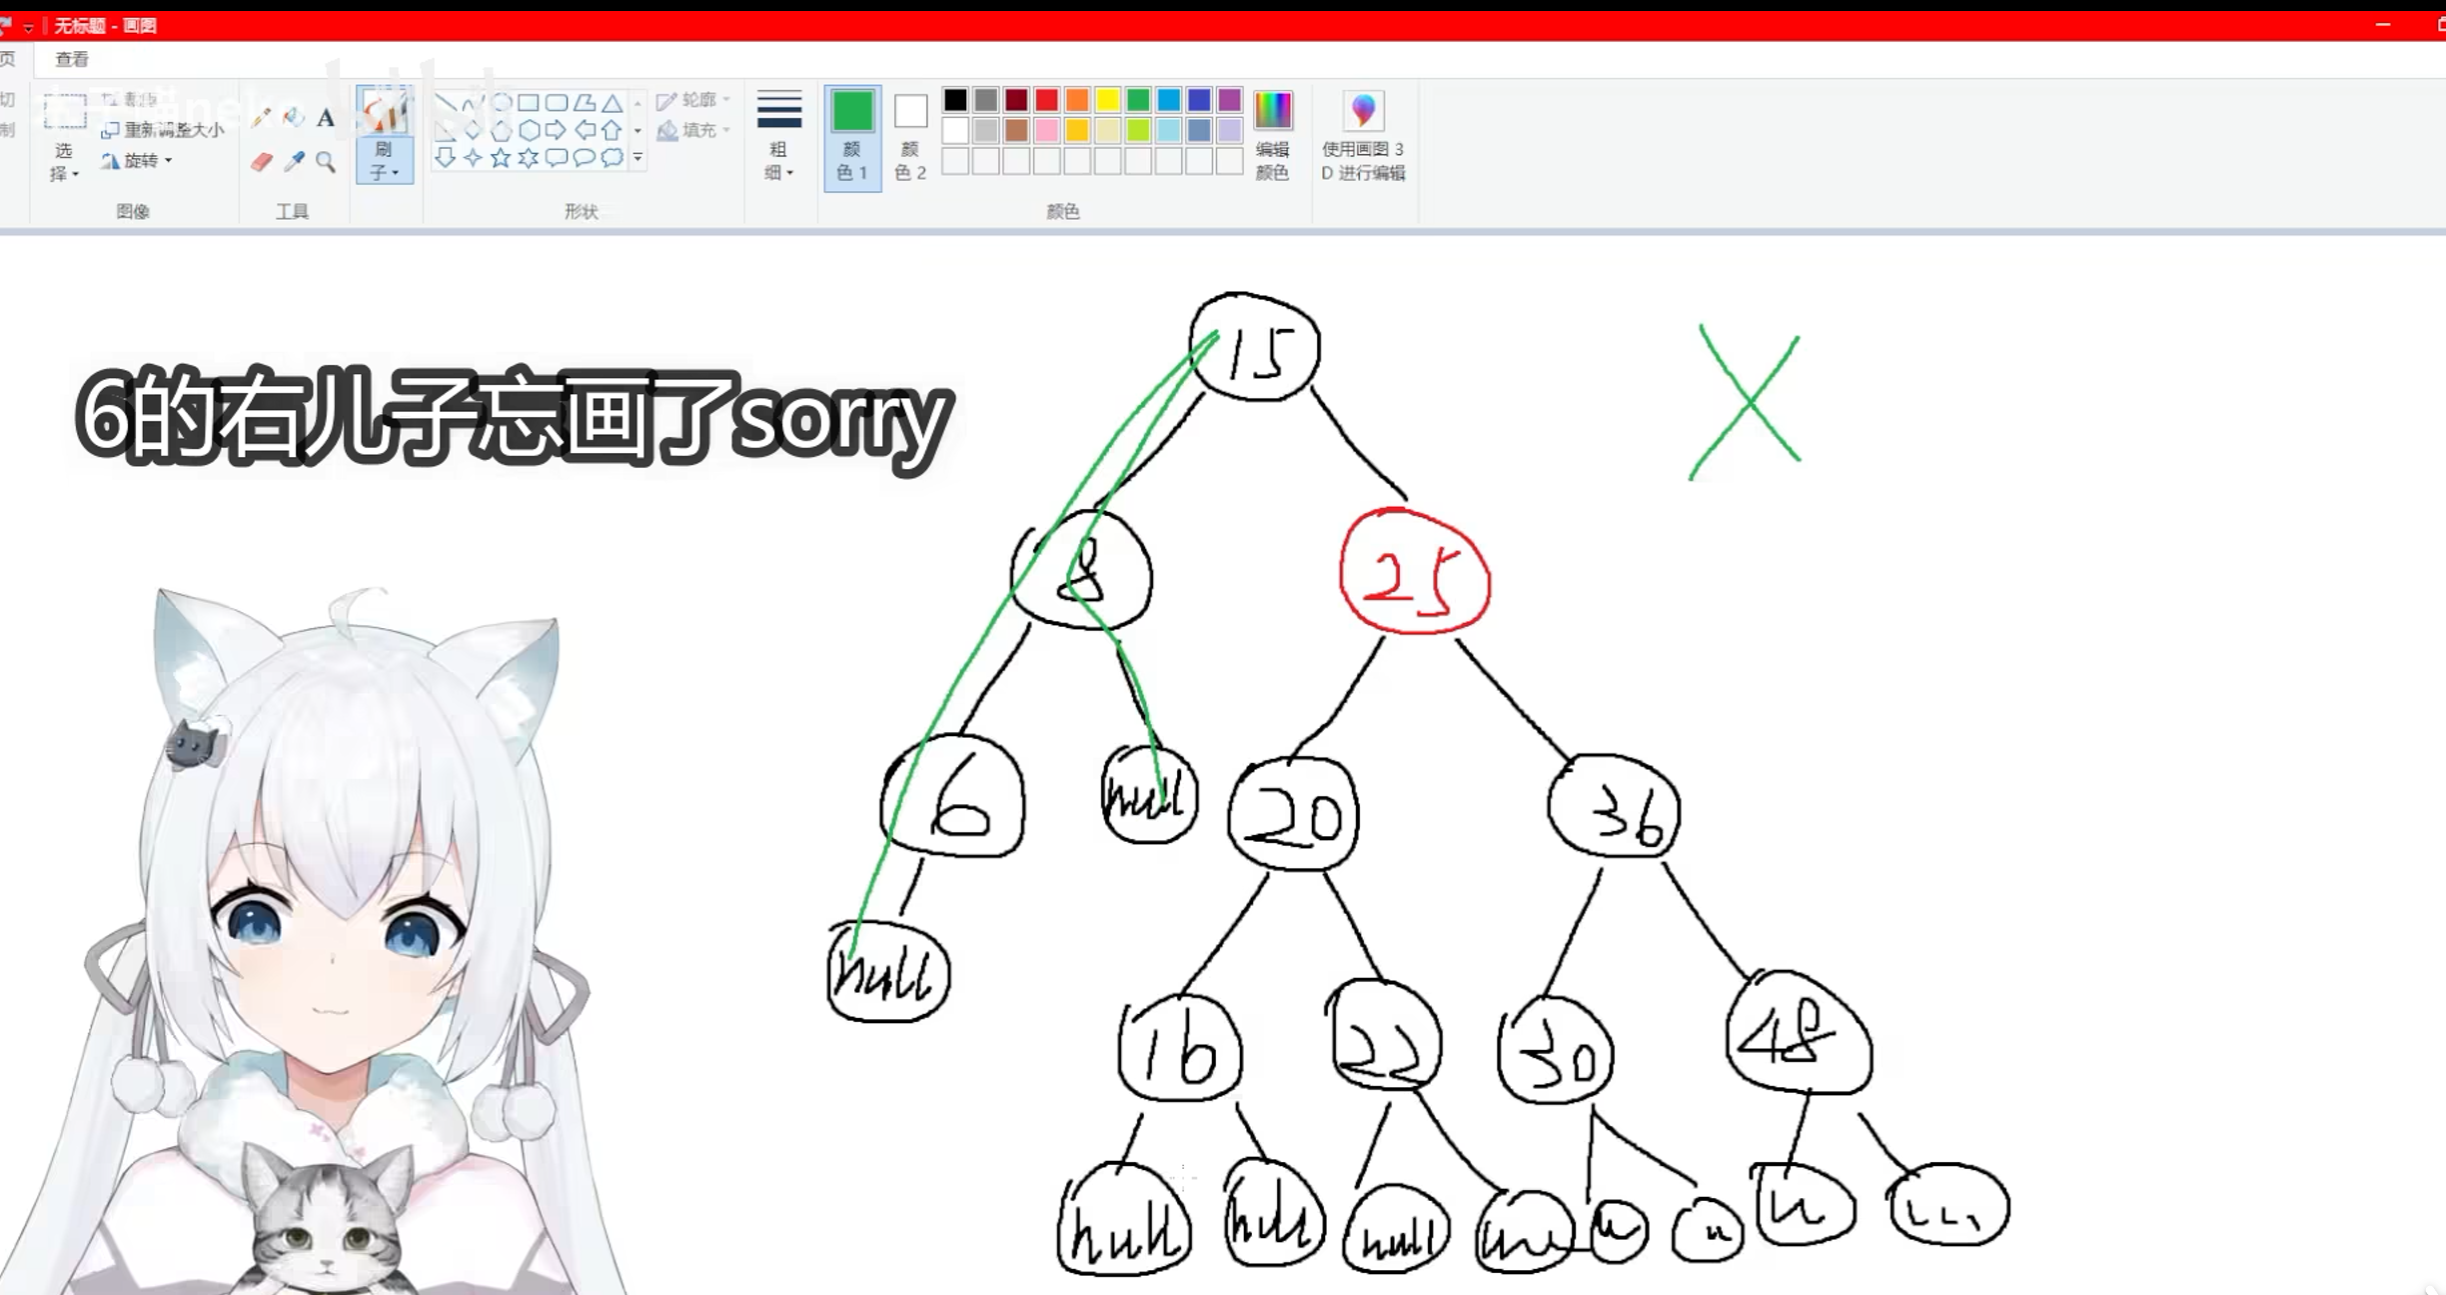 无标题 - 画图
页
查看
切
制
重新调整大小
旋转
选
择
图像
A
工具
刷
子
形状
轮廓
填充
粗
细
颜
色 1
颜
色 2
颜色
编辑
颜色
使用画图 3
D 进行编辑
15
6的右儿子忘画了sorry
8
25
6
null
20
36
null
16
22
30
48
null
null
null
n